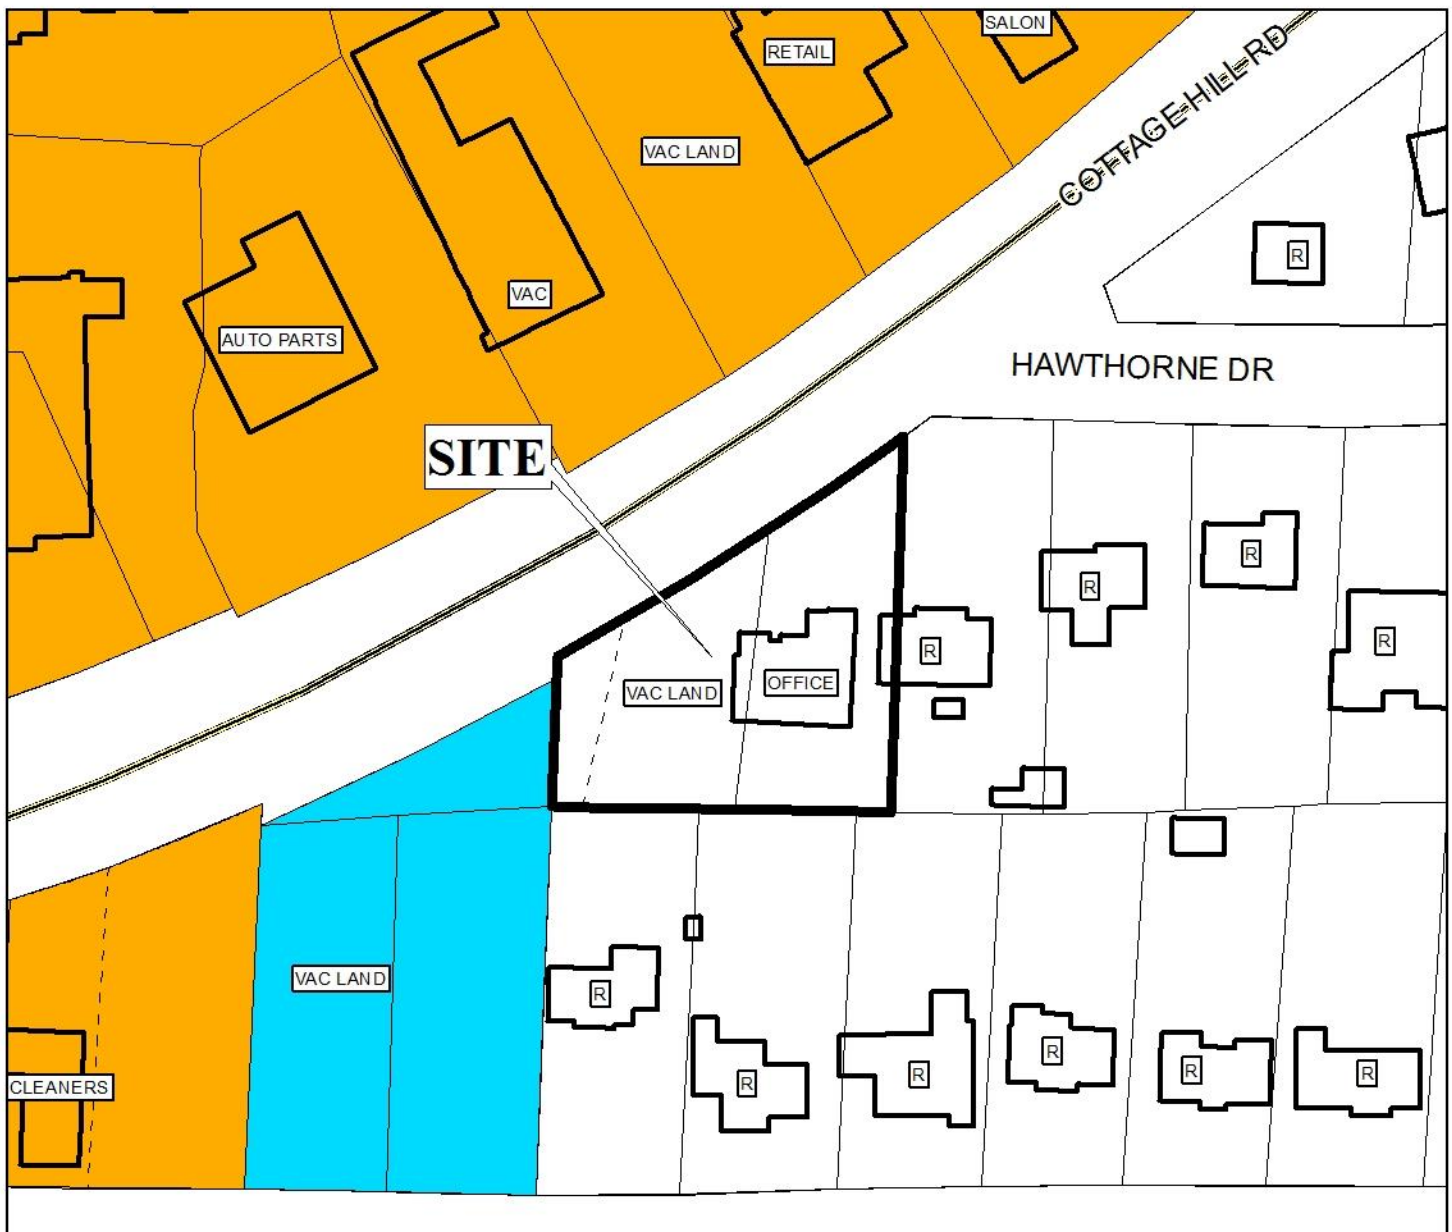 SALON
RETAIL
COTTAGE HILL RD
VAC LAND
R
VAC
AUTO PARTS
HAWTHORNE DR
SITE
R
R
R
R
VAC LAND
OFFICE
VAC LAND
R
R
R
R
R
R
CLEANERS